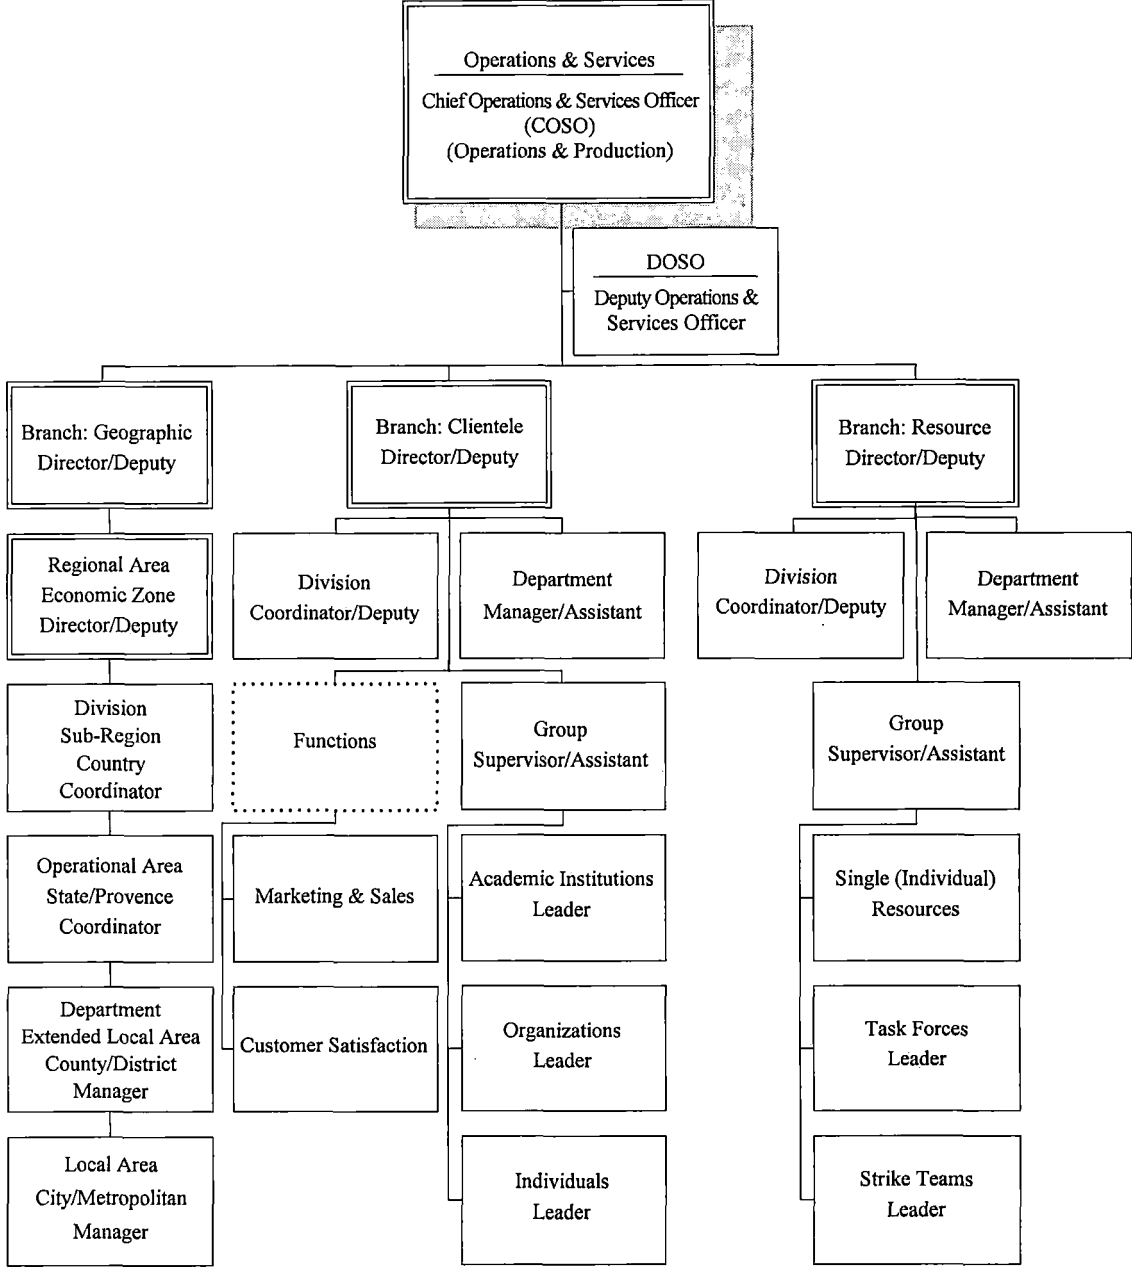 Operations & Services
Chief Operations & Services Officer
(COSO)
(Operations & Production)
DOSO
Deputy Operations &
Services Officer
Branch: Geographic
Director/Deputy
Branch: Clientele
Director/Deputy
Branch: Resource
Director/Deputy
Regional Area
Economic Zone
Director/Deputy
Division
Coordinator/Deputy
Department
Manager/Assistant
Division
Coordinator/Deputy
Department
Manager/Assistant
Division
Sub-Region
Country
Coordinator
Functions
Group
Supervisor/Assistant
Group
Supervisor/Assistant
Operational Area
State/Provence
Coordinator
Marketing & Sales
Academic Institutions
Leader
Single (Individual)
Resources
Department
Extended Local Area
County/District
Manager
Customer Satisfaction
Organizations
Leader
Task Forces
Leader
Local Area
City/Metropolitan
Manager
Individuals
Leader
Strike Teams
Leader